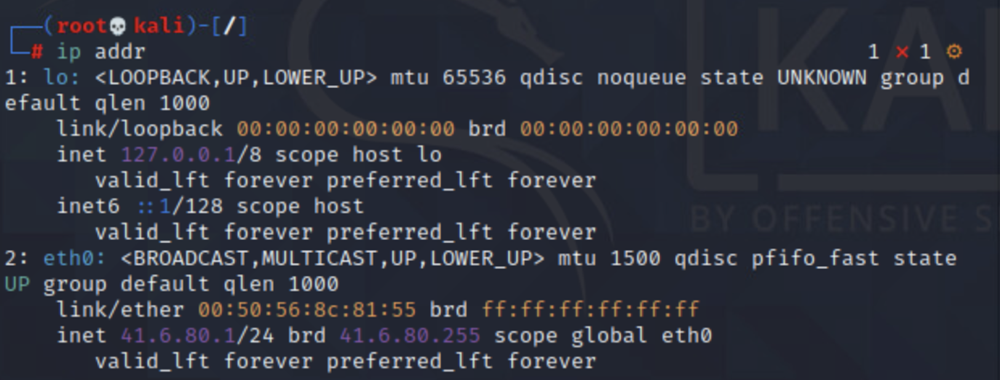 ┌──(root💀kali)-[/]
└─# ip addr 1 ⨯ 1 ⚙
1: lo: <LOOPBACK,UP,LOWER_UP> mtu 65536 qdisc noqueue state UNKNOWN group d
efault qlen 1000
    link/loopback 00:00:00:00:00:00 brd 00:00:00:00:00:00
    inet 127.0.0.1/8 scope host lo
       valid_lft forever preferred_lft forever
    inet6 ::1/128 scope host
       valid_lft forever preferred_lft forever
2: eth0: <BROADCAST,MULTICAST,UP,LOWER_UP> mtu 1500 qdisc pfifo_fast state
UP group default qlen 1000
    link/ether 00:50:56:8c:81:55 brd ff:ff:ff:ff:ff:ff
    inet 41.6.80.1/24 brd 41.6.80.255 scope global eth0
       valid_lft forever preferred_lft forever
KA
BY OFFENSIVE S